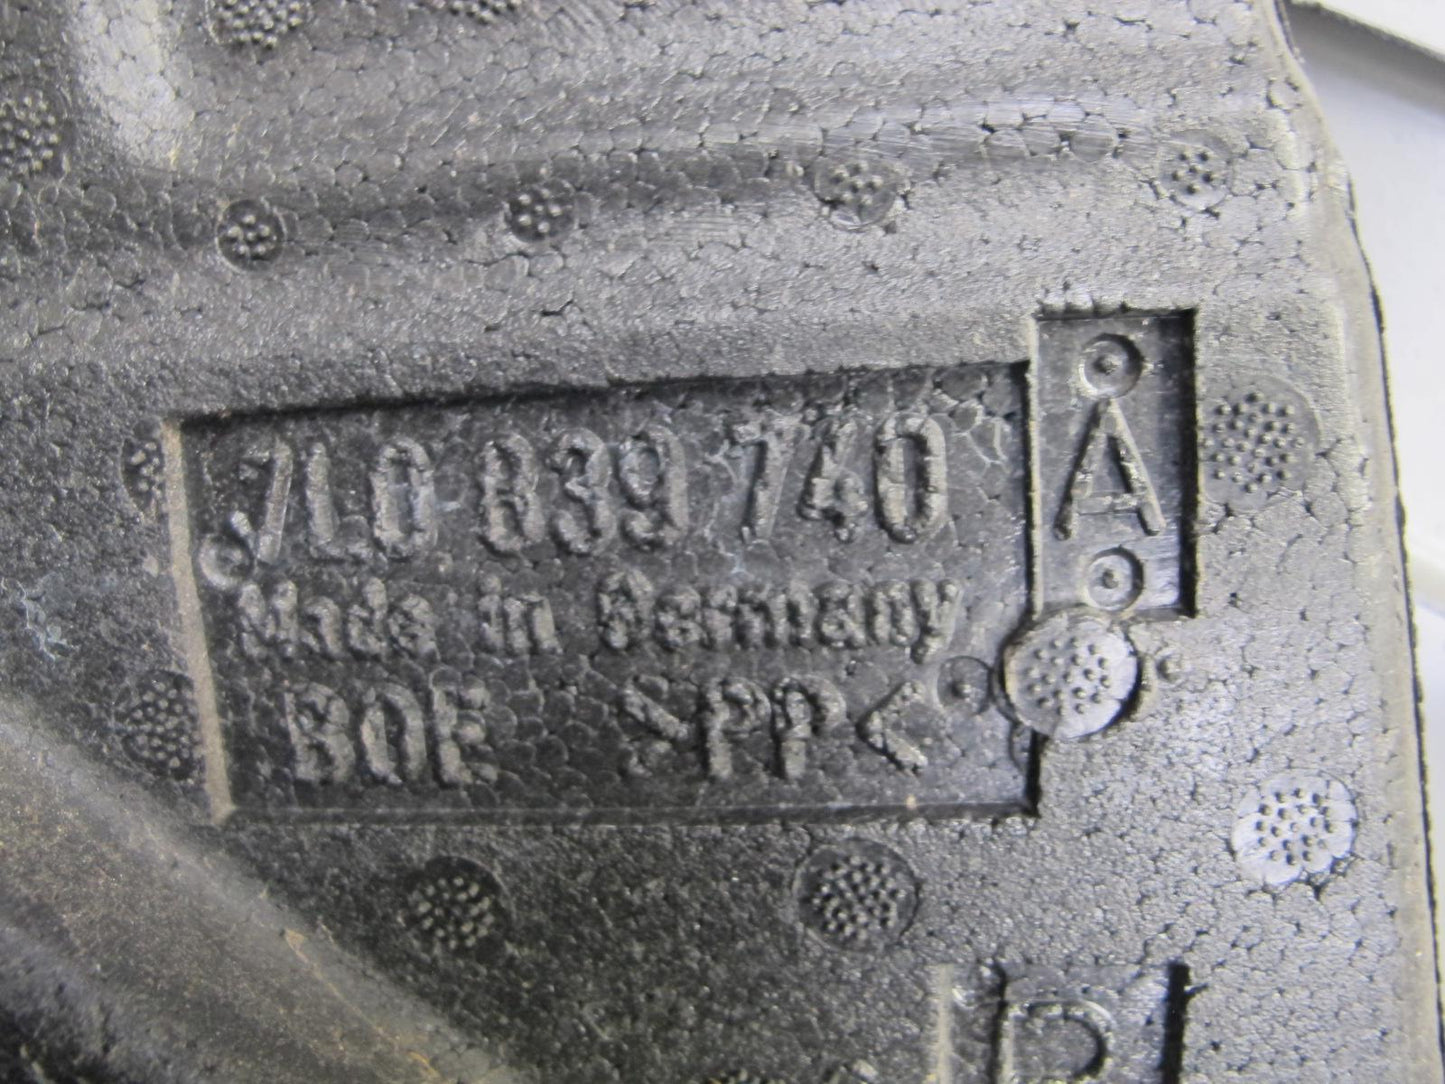 7L0 839 740 A
Made in Germany
BOE >PP<
R